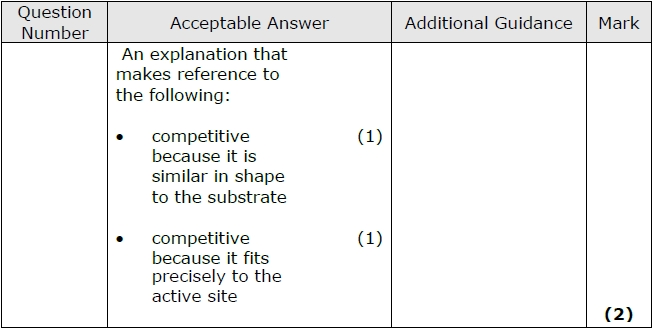 Question Number
Acceptable Answer
Additional Guidance
Mark
An explanation that
makes reference to
the following:
• competitive (1)
because it is
similar in shape
to the substrate
• competitive (1)
because it fits
precisely to the
active site
(2)